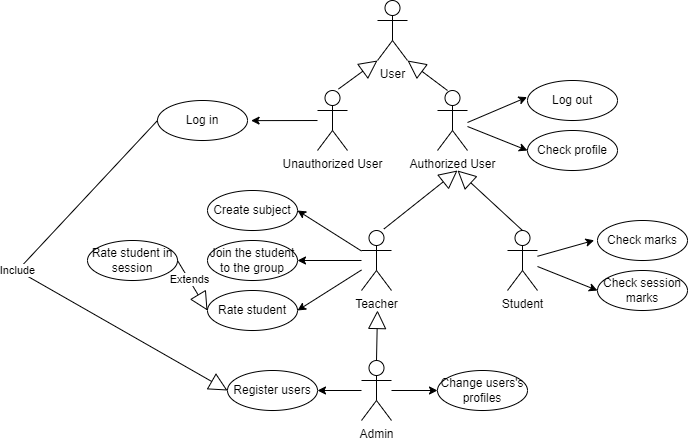 User
Log out
Log in
Check profile
Unauthorized User
Authorized User
Create subject
Check marks
Rate student in
session
Join the student
to the group
Include
Extends
Check session
marks
Rate student
Teacher
Student
Register users
Change users's
profiles
Admin